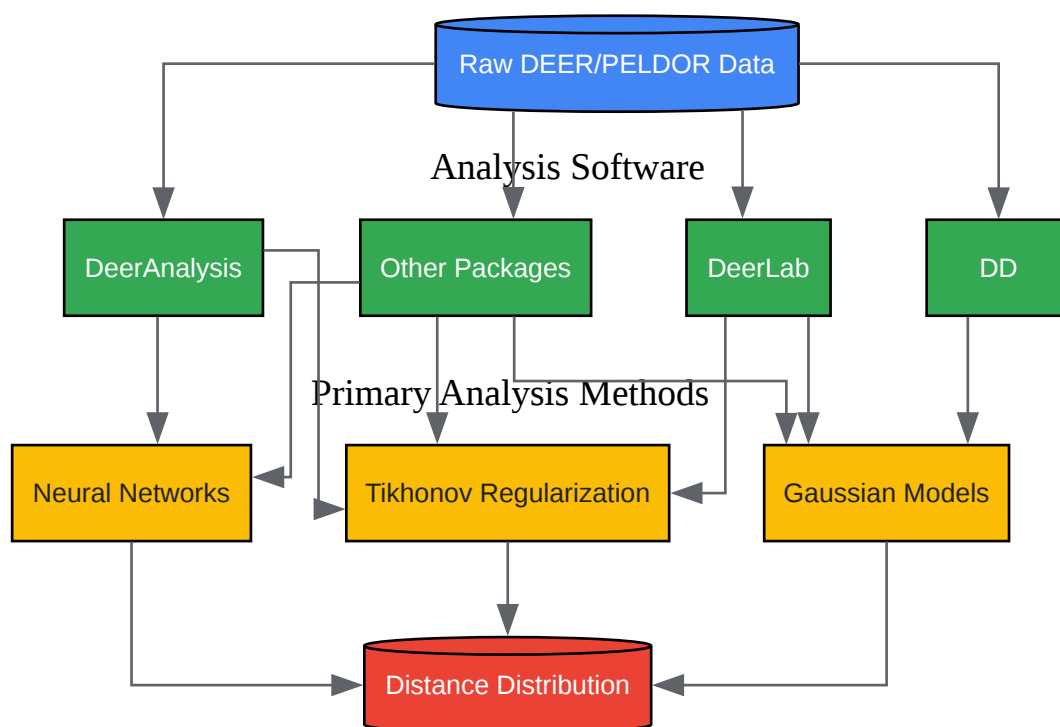 Raw DEER/PELDOR Data
Analysis Software
DeerAnalysis
Other Packages
DeerLab
DD
Primary Analysis Methods
Neural Networks
Tikhonov Regularization
Gaussian Models
Distance Distribution